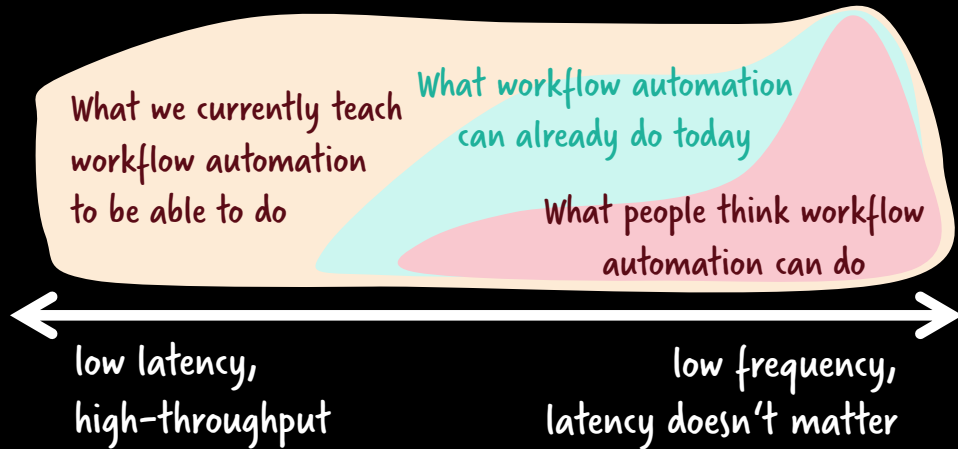 What we currently teach
workflow automation
to be able to do
What workflow automation
can already do today
What people think workflow
automation can do
low latency,
high-throughput
low frequency,
latency doesn't matter